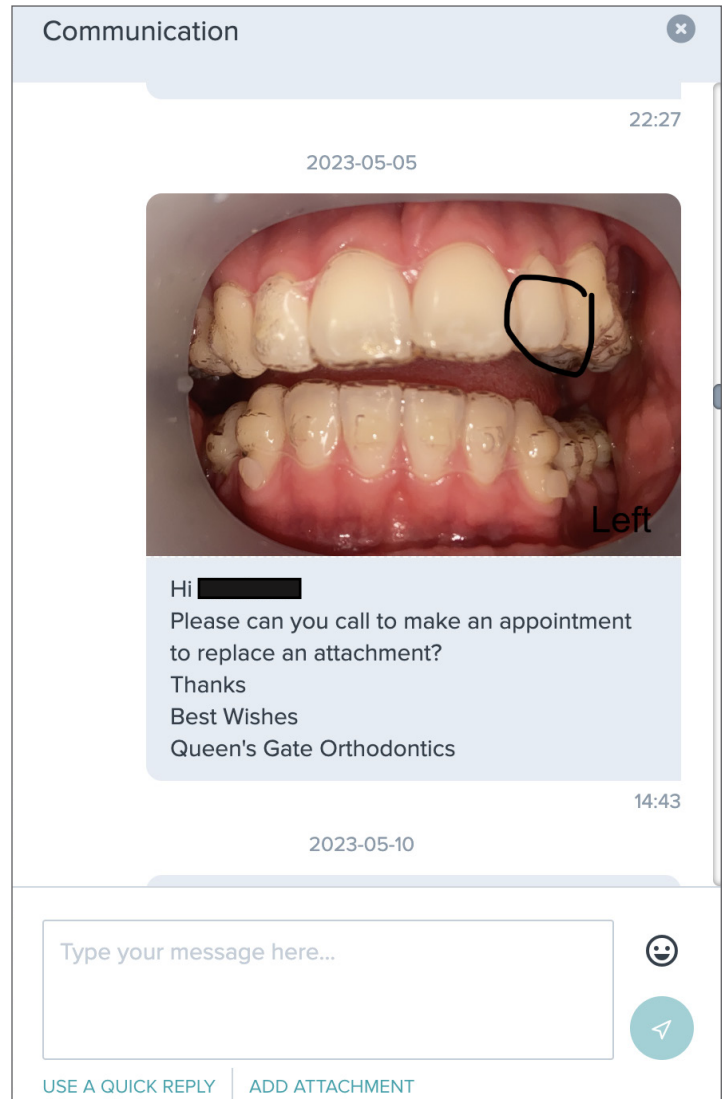 Communication
22:27
2023-05-05
Left
Hi
Please can you call to make an appointment
to replace an attachment?
Thanks
Best Wishes
Queen's Gate Orthodontics
14:43
2023-05-10
Type your message here...
USE A QUICK REPLY
ADD ATTACHMENT